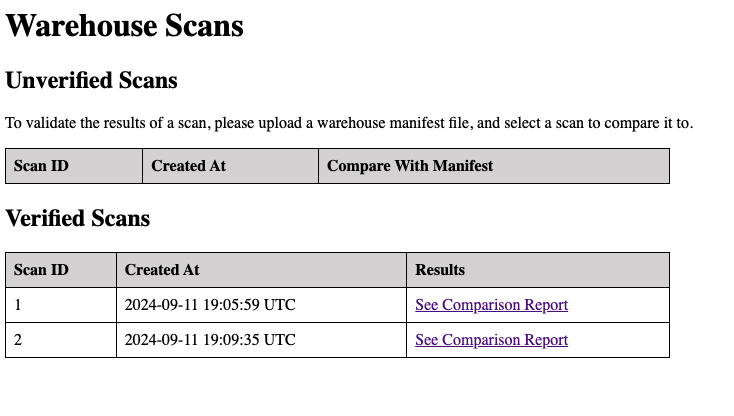 Warehouse Scans
Unverified Scans
To validate the results of a scan, please upload a warehouse manifest file, and select a scan to compare it to.
Scan ID Created At Compare With Manifest
Verified Scans
Scan ID Created At Results
1 2024-09-11 19:05:59 UTC See Comparison Report
2 2024-09-11 19:09:35 UTC See Comparison Report